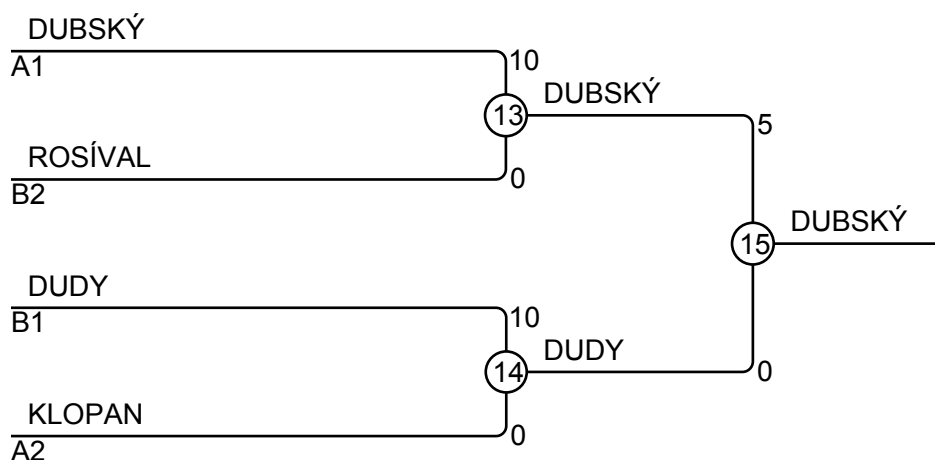 DUBSKÝ
A1
10
13
DUBSKÝ
5
ROSÍVAL
B2
0
15
DUBSKÝ
DUDY
B1
10
14
DUDY
0
KLOPAN
A2
0